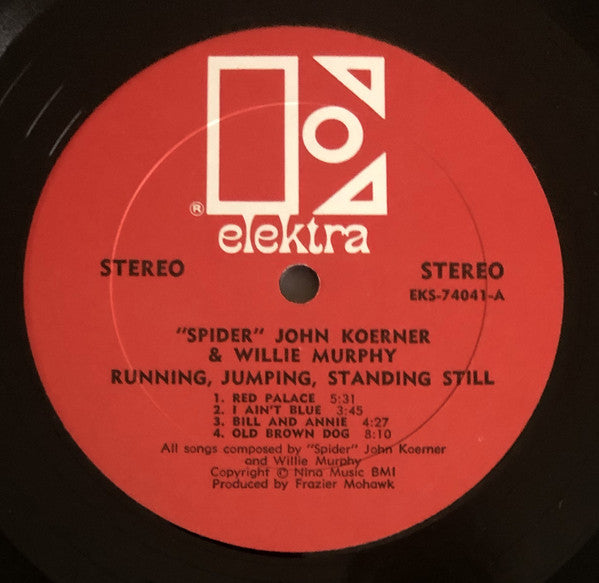 ® elektra
STEREO
STEREO
EKS-74041-A
"SPIDER" JOHN KOERNER
& WILLIE MURPHY
RUNNING, JUMPING, STANDING STILL
1. RED PALACE 5:31
2. I AIN'T BLUE 3:45
3. BILL AND ANNIE 4:27
4. OLD BROWN DOG 8:10
All songs composed by "Spider" John Koerner
and Willie Murphy
Copyright © Nina Music BMI
Produced by Frazier Mohawk